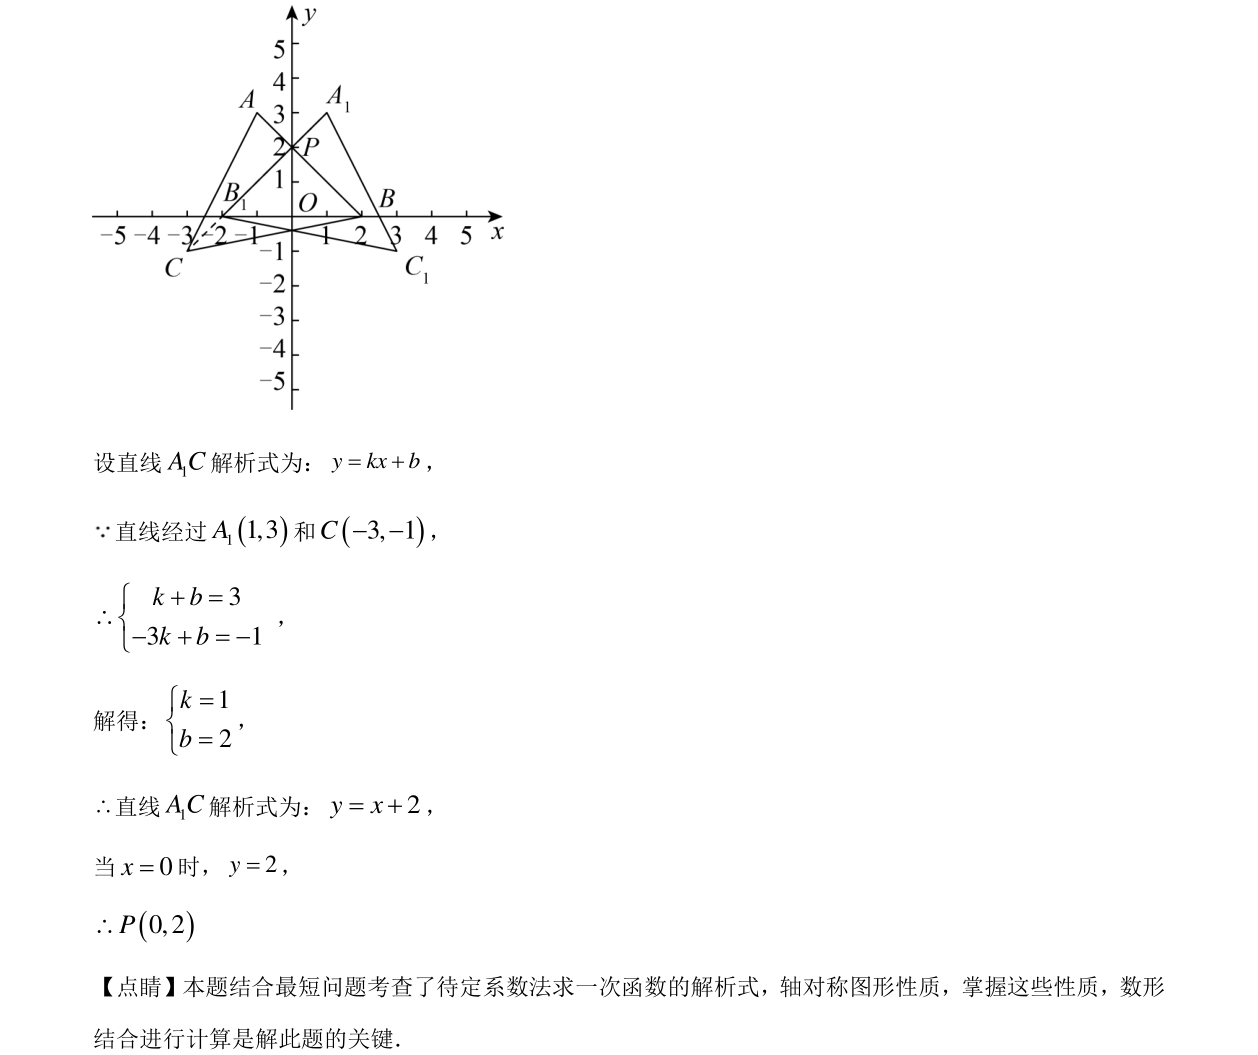 y
5
4
A
A₁
3
2
P
1
B₁
O
B
−5 −4 −3 −2 −1 1 2 3 4 5 x
−1
C
C₁
−2
−3
−4
−5
设直线 A₁C 解析式为：y = kx + b，
∵直线经过 A₁(1,3) 和 C(−3,−1)，
∴{ k + b = 3
−3k + b = −1 ，
解得：{ k = 1
b = 2 ，
∴直线 A₁C 解析式为：y = x + 2，
当 x = 0 时，y = 2，
∴P(0,2)
【点睛】本题结合最短问题考查了待定系数法求一次函数的解析式，轴对称图形性质，掌握这些性质，数形
结合进行计算是解此题的关键．